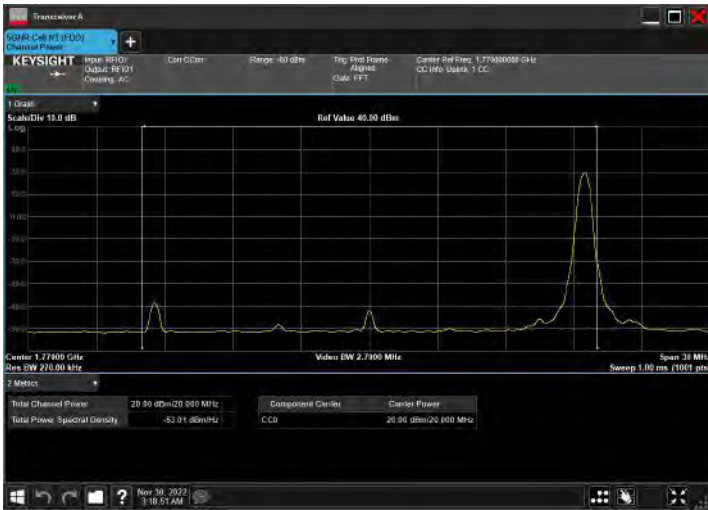 Transceiver A
5GNR Cell N1 (FDD)
Channel Power
+
KEYSIGHT
Input: RFIO1
Output: RFIO1
Coupling: AC
Corr CCorr
Range: -60 dBm
Trig: Prot Frame
Aligned
Gate: FFT
Carrier Ref Freq: 1.770000000 GHz
CC Info: Uplink, 1 CC
1 Graph
Scale/Div 10.0 dB
Ref Value 40.00 dBm
Log
Center 1.77000 GHz
Video BW 2.7000 MHz
Span 30 MHz
Res BW 270.00 kHz
Sweep 1.00 ms (1001 pts
2 Metrics
Total Channel Power
20.00 dBm/20.000 MHz
Total Power Spectral Density
-53.01 dBm/Hz
Component Carrier
Carrier Power
CC0
20.00 dBm/20.000 MHz
?
Nov 30, 2022
3:18:51 AM